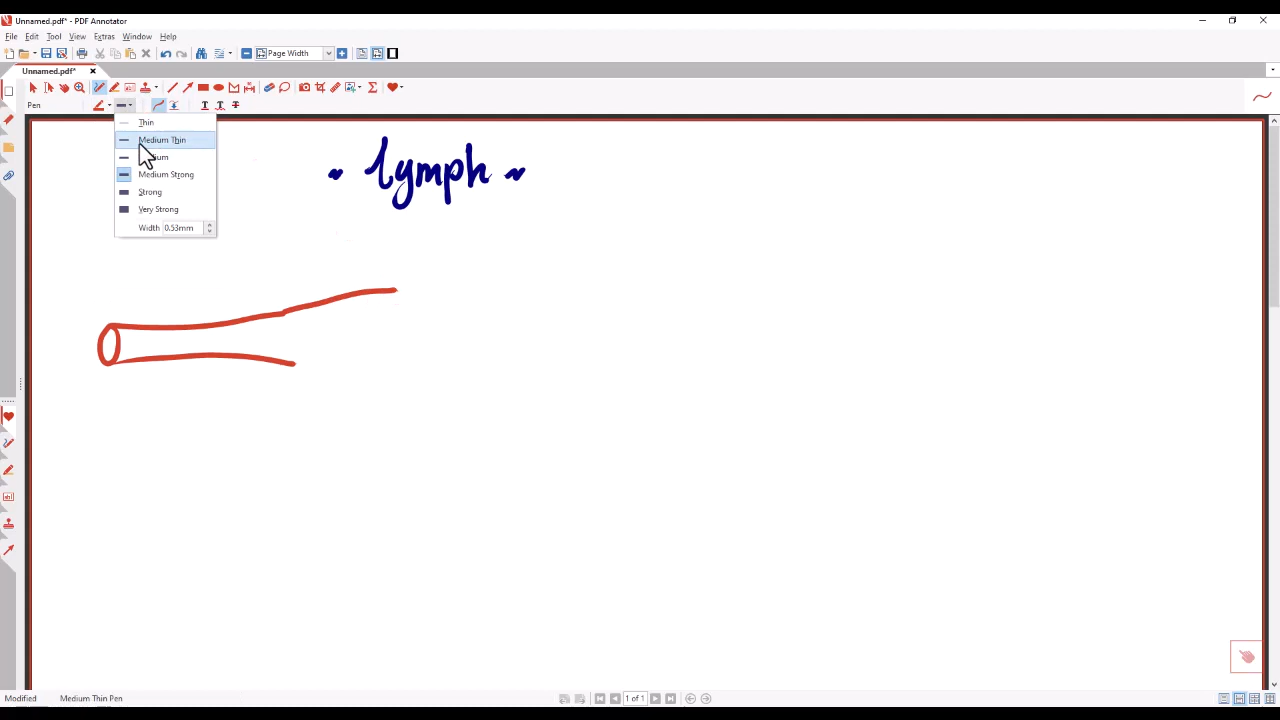 Unnamed.pdf* - PDF Annotator
File Edit Tool View Extras Window Help
Page Width
Unnamed.pdf*
Pen
Thin
Medium Thin
Medium Strong
Strong
Very Strong
Width 0.53mm
~ lymph ~
Modified Medium Thin Pen 1 of 1